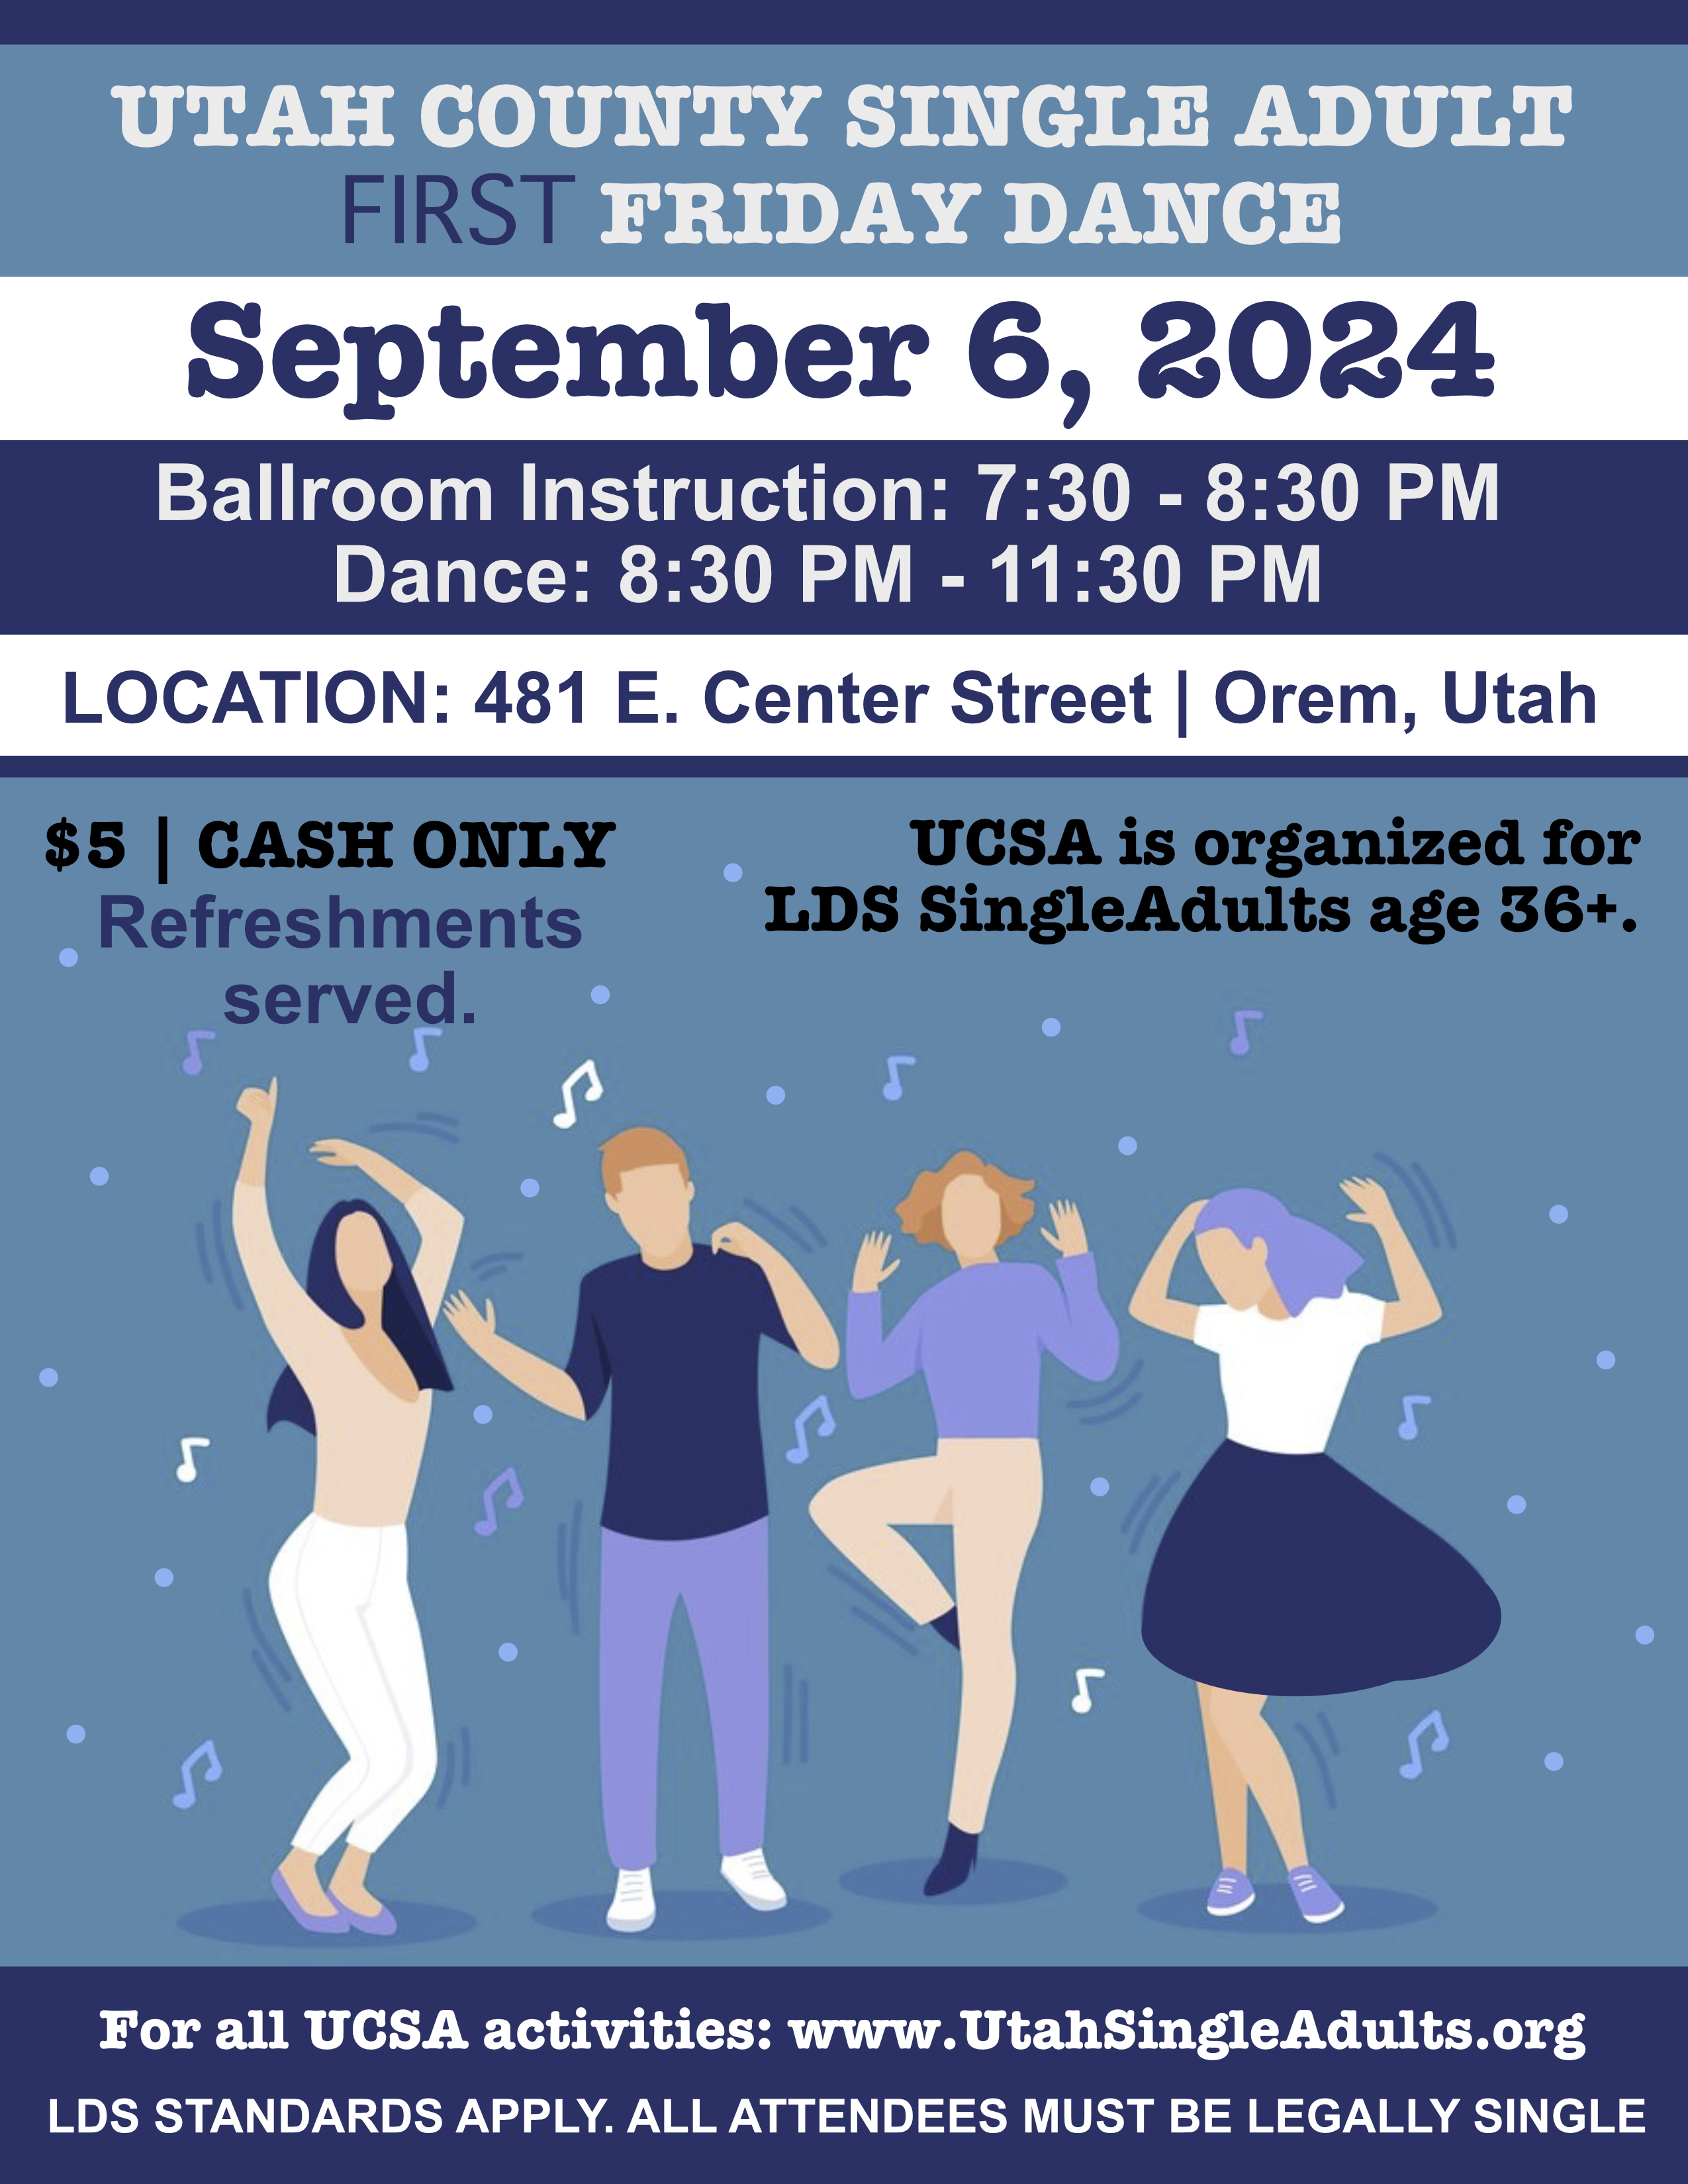 UTAH COUNTY SINGLE ADULT
FIRST FRIDAY DANCE
September 6, 2024
Ballroom Instruction: 7:30 - 8:30 PM
Dance: 8:30 PM - 11:30 PM
LOCATION: 481 E. Center Street | Orem, Utah
$5 | CASH ONLY
Refreshments
served.
UCSA is organized for
LDS SingleAdults age 36+.
For all UCSA activities: www.UtahSingleAdults.org
LDS STANDARDS APPLY. ALL ATTENDEES MUST BE LEGALLY SINGLE